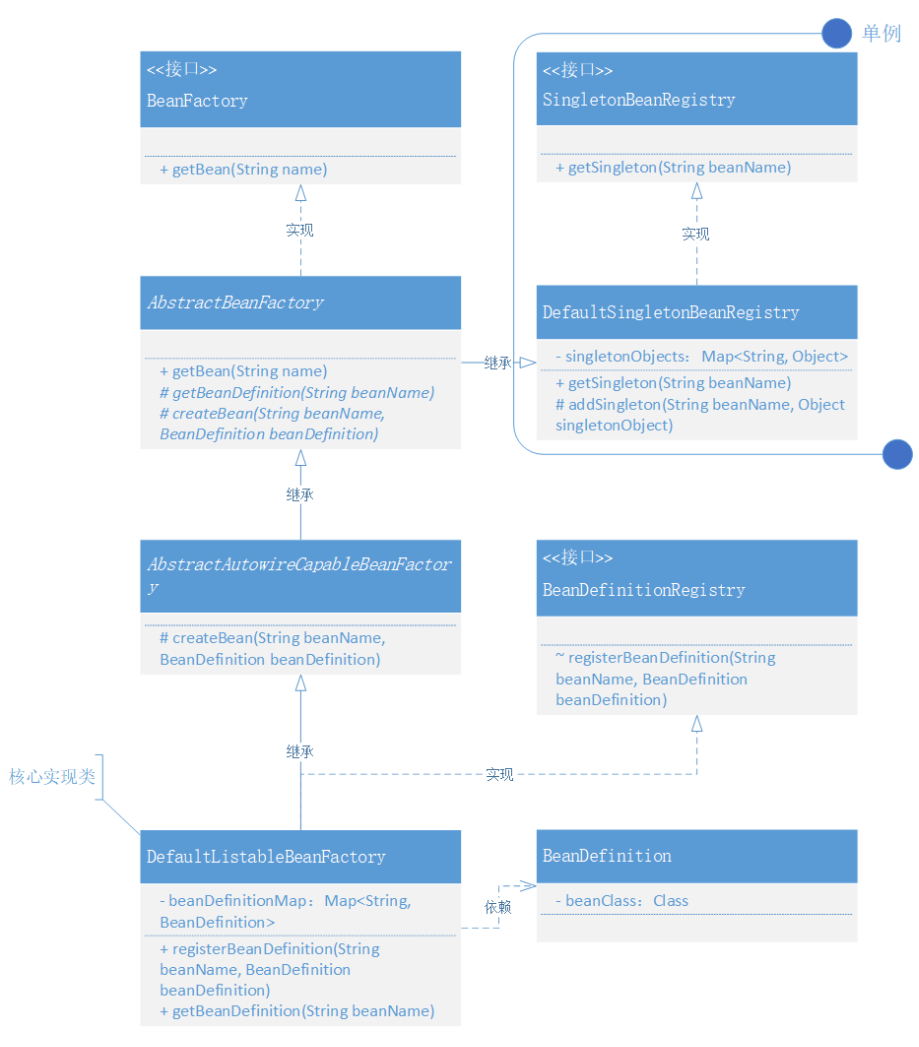 单例
<<接口>>
BeanFactory
+ getBean(String name)
<<接口>>
SingletonBeanRegistry
+ getSingleton(String beanName)
实现
实现
AbstractBeanFactory
+ getBean(String name)
# getBeanDefinition(String beanName)
# createBean(String beanName,
BeanDefinition beanDefinition)
继承
DefaultSingletonBeanRegistry
- singletonObjects：Map<String, Object>
+ getSingleton(String beanName)
# addSingleton(String beanName, Object
singletonObject)
继承
AbstractAutowireCapableBeanFactor
y
# createBean(String beanName,
BeanDefinition beanDefinition)
<<接口>>
BeanDefinitionRegistry
~ registerBeanDefinition(String
beanName, BeanDefinition
beanDefinition)
继承
实现
核心实现类
DefaultListableBeanFactory
- beanDefinitionMap：Map<String,
BeanDefinition>
+ registerBeanDefinition(String
beanName, BeanDefinition
beanDefinition)
+ getBeanDefinition(String beanName)
依赖
BeanDefinition
- beanClass：Class